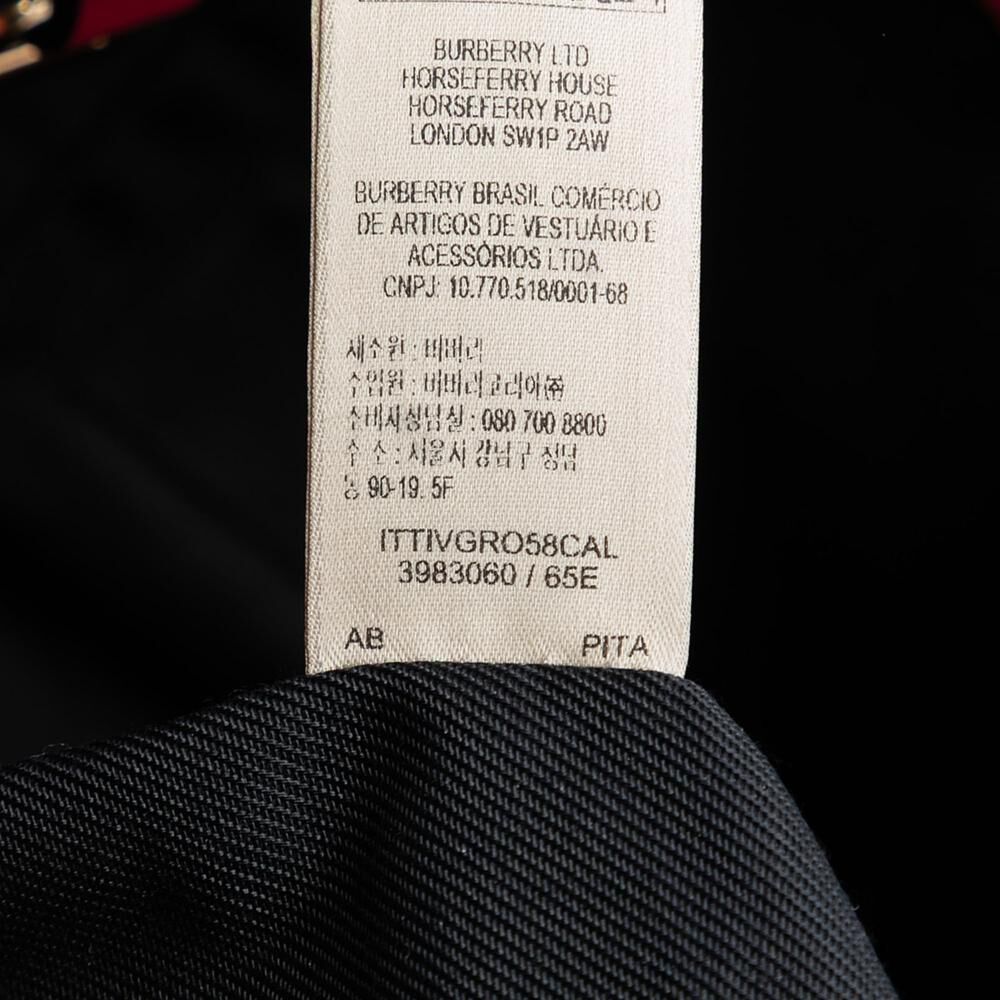 BURBERRY LTD
HORSEFERRY HOUSE
HORSEFERRY ROAD
LONDON SW1P 2AW
BURBERRY BRASIL COMÉRCIO
DE ARTIGOS DE VESTUÁRIO E
ACESSÓRIOS LTDA.
CNPJ: 10.770.518/0001-68
제조원 : 버버리
수입원 : 버버리코리아㈜
소비자상담실 : 080 700 8800
주 소 : 서울시 강남구 청담
동 90-19. 5F
ITTIVGRO58CAL
3983060 / 65E
AB PITA